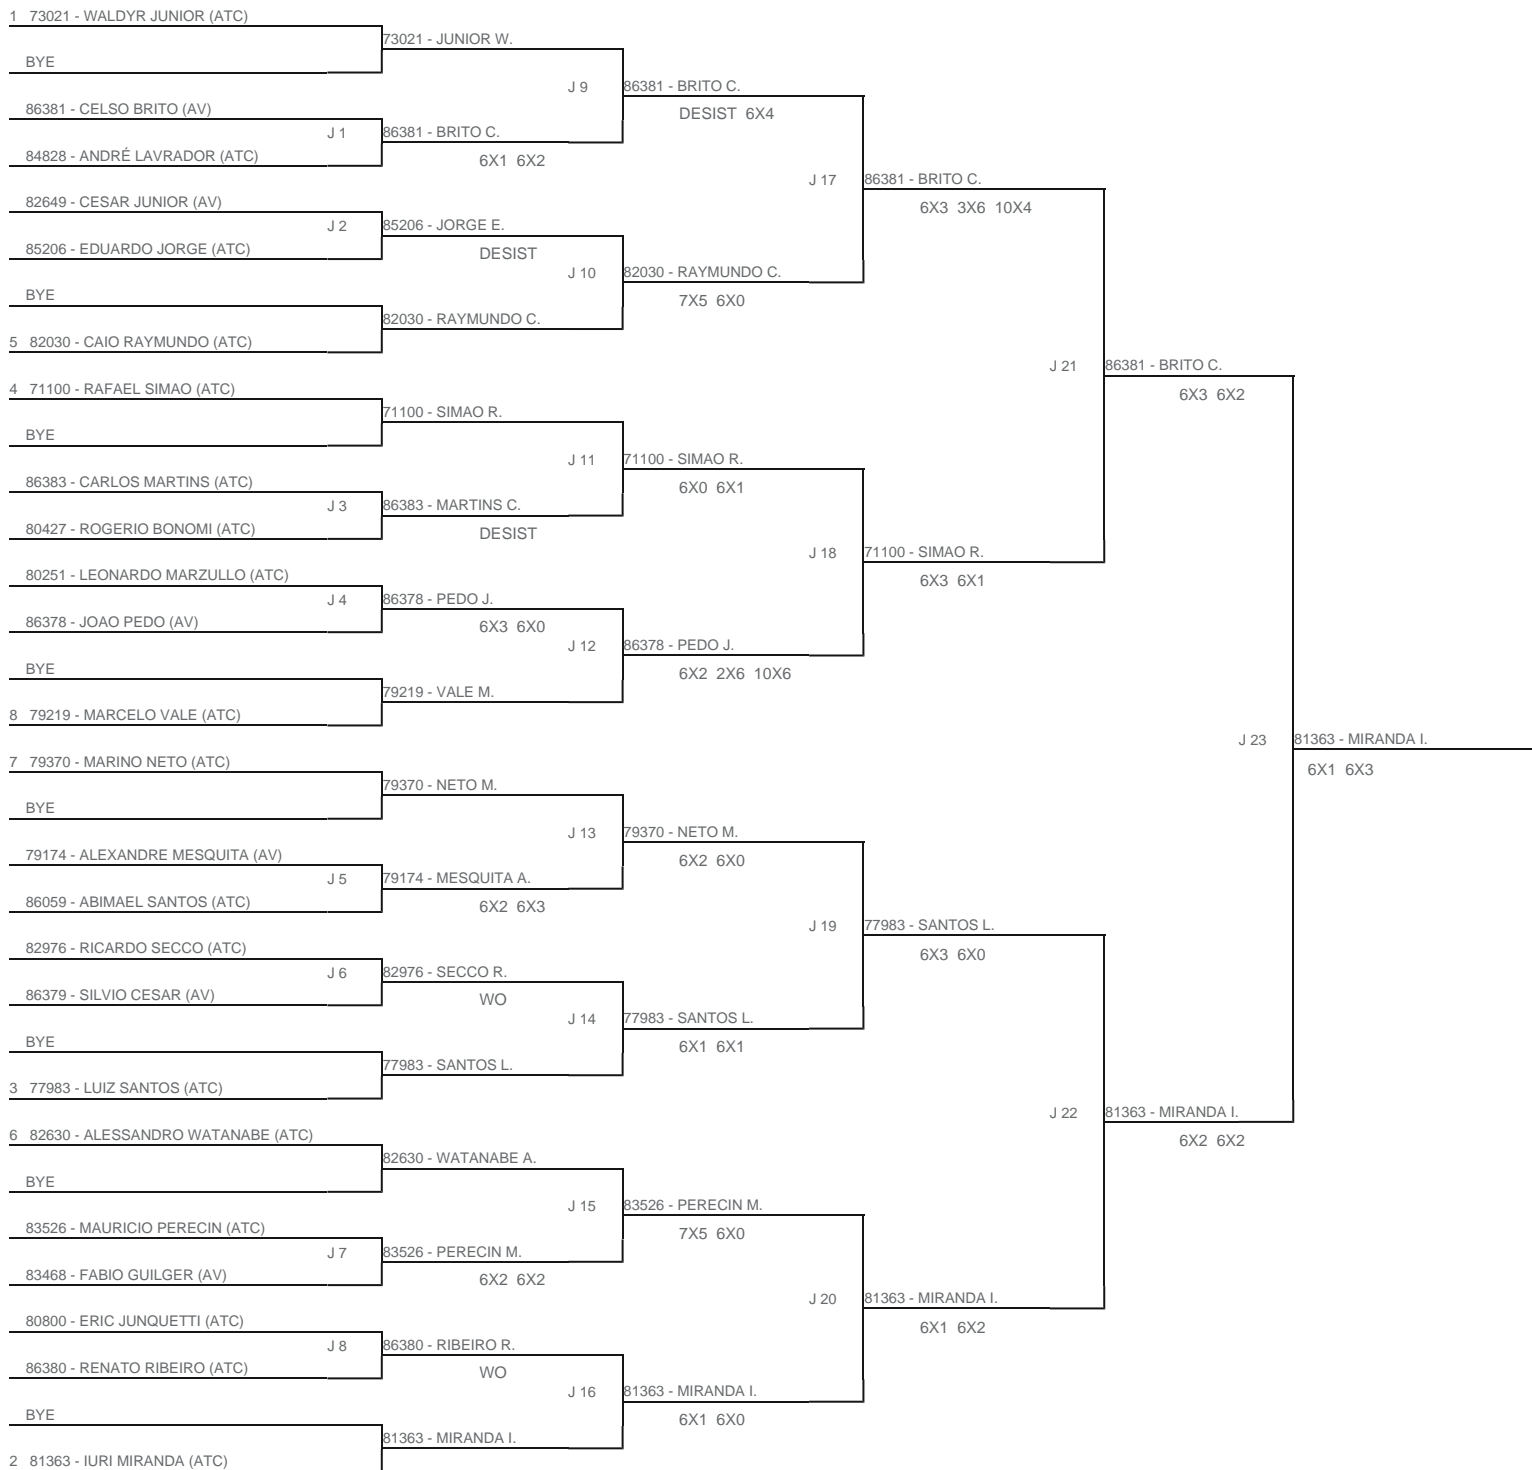 1 73021 - WALDYR JUNIOR (ATC)
73021 - JUNIOR W.
BYE
J 9
86381 - BRITO C.
86381 - CELSO BRITO (AV)
DESIST 6X4
J 1
86381 - BRITO C.
84828 - ANDRÉ LAVRADOR (ATC)
6X1 6X2
J 17
86381 - BRITO C.
82649 - CESAR JUNIOR (AV)
6X3 3X6 10X4
J 2
85206 - JORGE E.
85206 - EDUARDO JORGE (ATC)
DESIST
J 10
82030 - RAYMUNDO C.
BYE
7X5 6X0
82030 - RAYMUNDO C.
5 82030 - CAIO RAYMUNDO (ATC)
J 21
86381 - BRITO C.
4 71100 - RAFAEL SIMAO (ATC)
6X3 6X2
71100 - SIMAO R.
BYE
J 11
71100 - SIMAO R.
86383 - CARLOS MARTINS (ATC)
6X0 6X1
J 3
86383 - MARTINS C.
80427 - ROGERIO BONOMI (ATC)
DESIST
J 18
71100 - SIMAO R.
80251 - LEONARDO MARZULLO (ATC)
6X3 6X1
J 4
86378 - PEDO J.
86378 - JOAO PEDO (AV)
6X3 6X0
J 12
86378 - PEDO J.
BYE
6X2 2X6 10X6
79219 - VALE M.
8 79219 - MARCELO VALE (ATC)
J 23
81363 - MIRANDA I.
7 79370 - MARINO NETO (ATC)
6X1 6X3
79370 - NETO M.
BYE
J 13
79370 - NETO M.
79174 - ALEXANDRE MESQUITA (AV)
6X2 6X0
J 5
79174 - MESQUITA A.
86059 - ABIMAEL SANTOS (ATC)
6X2 6X3
J 19
77983 - SANTOS L.
82976 - RICARDO SECCO (ATC)
6X3 6X0
J 6
82976 - SECCO R.
86379 - SILVIO CESAR (AV)
WO
J 14
77983 - SANTOS L.
BYE
6X1 6X1
77983 - SANTOS L.
3 77983 - LUIZ SANTOS (ATC)
J 22
81363 - MIRANDA I.
6 82630 - ALESSANDRO WATANABE (ATC)
6X2 6X2
82630 - WATANABE A.
BYE
J 15
83526 - PERECIN M.
83526 - MAURICIO PERECIN (ATC)
7X5 6X0
J 7
83526 - PERECIN M.
83468 - FABIO GUILGER (AV)
6X2 6X2
J 20
81363 - MIRANDA I.
80800 - ERIC JUNQUETTI (ATC)
6X1 6X2
J 8
86380 - RIBEIRO R.
86380 - RENATO RIBEIRO (ATC)
WO
J 16
81363 - MIRANDA I.
BYE
6X1 6X0
81363 - MIRANDA I.
2 81363 - IURI MIRANDA (ATC)